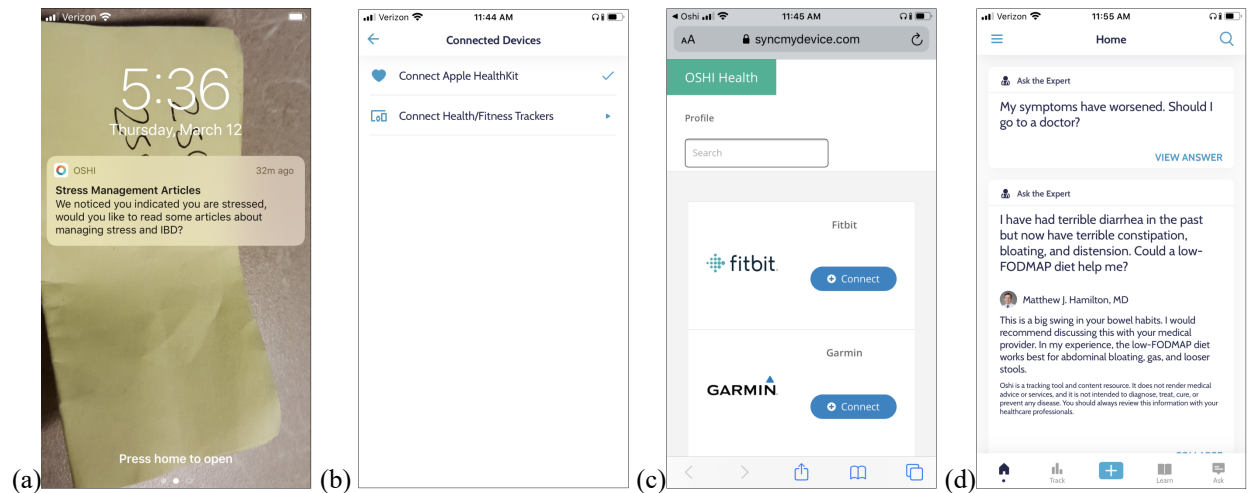 Verizon
5:36
Thursday, March 12
OSHI 32m ago
Stress Management Articles
We noticed you indicated you are stressed,
would you like to read some articles about
managing stress and IBD?
Press home to open
(a)
Verizon 11:44 AM
Connected Devices
Connect Apple HealthKit
Connect Health/Fitness Trackers
(b)
Oshi 11:45 AM
AA syncmydevice.com
OSHI Health
Profile
Search
Fitbit
fitbit.
Connect
Garmin
GARMIN
Connect
(c)
Verizon 11:55 AM
Home
Ask the Expert
My symptoms have worsened. Should I
go to a doctor?
VIEW ANSWER
Ask the Expert
I have had terrible diarrhea in the past
but now have terrible constipation,
bloating, and distension. Could a low-
FODMAP diet help me?
Matthew J. Hamilton, MD
This is a big swing in your bowel habits. I would
recommend discussing this with your medical
provider. In my experience, the low-FODMAP diet
works best for abdominal bloating, gas, and looser
stools.
Oshi is a tracking tool and content resource. It does not render medical
advice or services, and it is not intended to diagnose, treat, cure, or
prevent any disease. You should always review this information with your
healthcare professionals.
Track Learn Ask
(d)